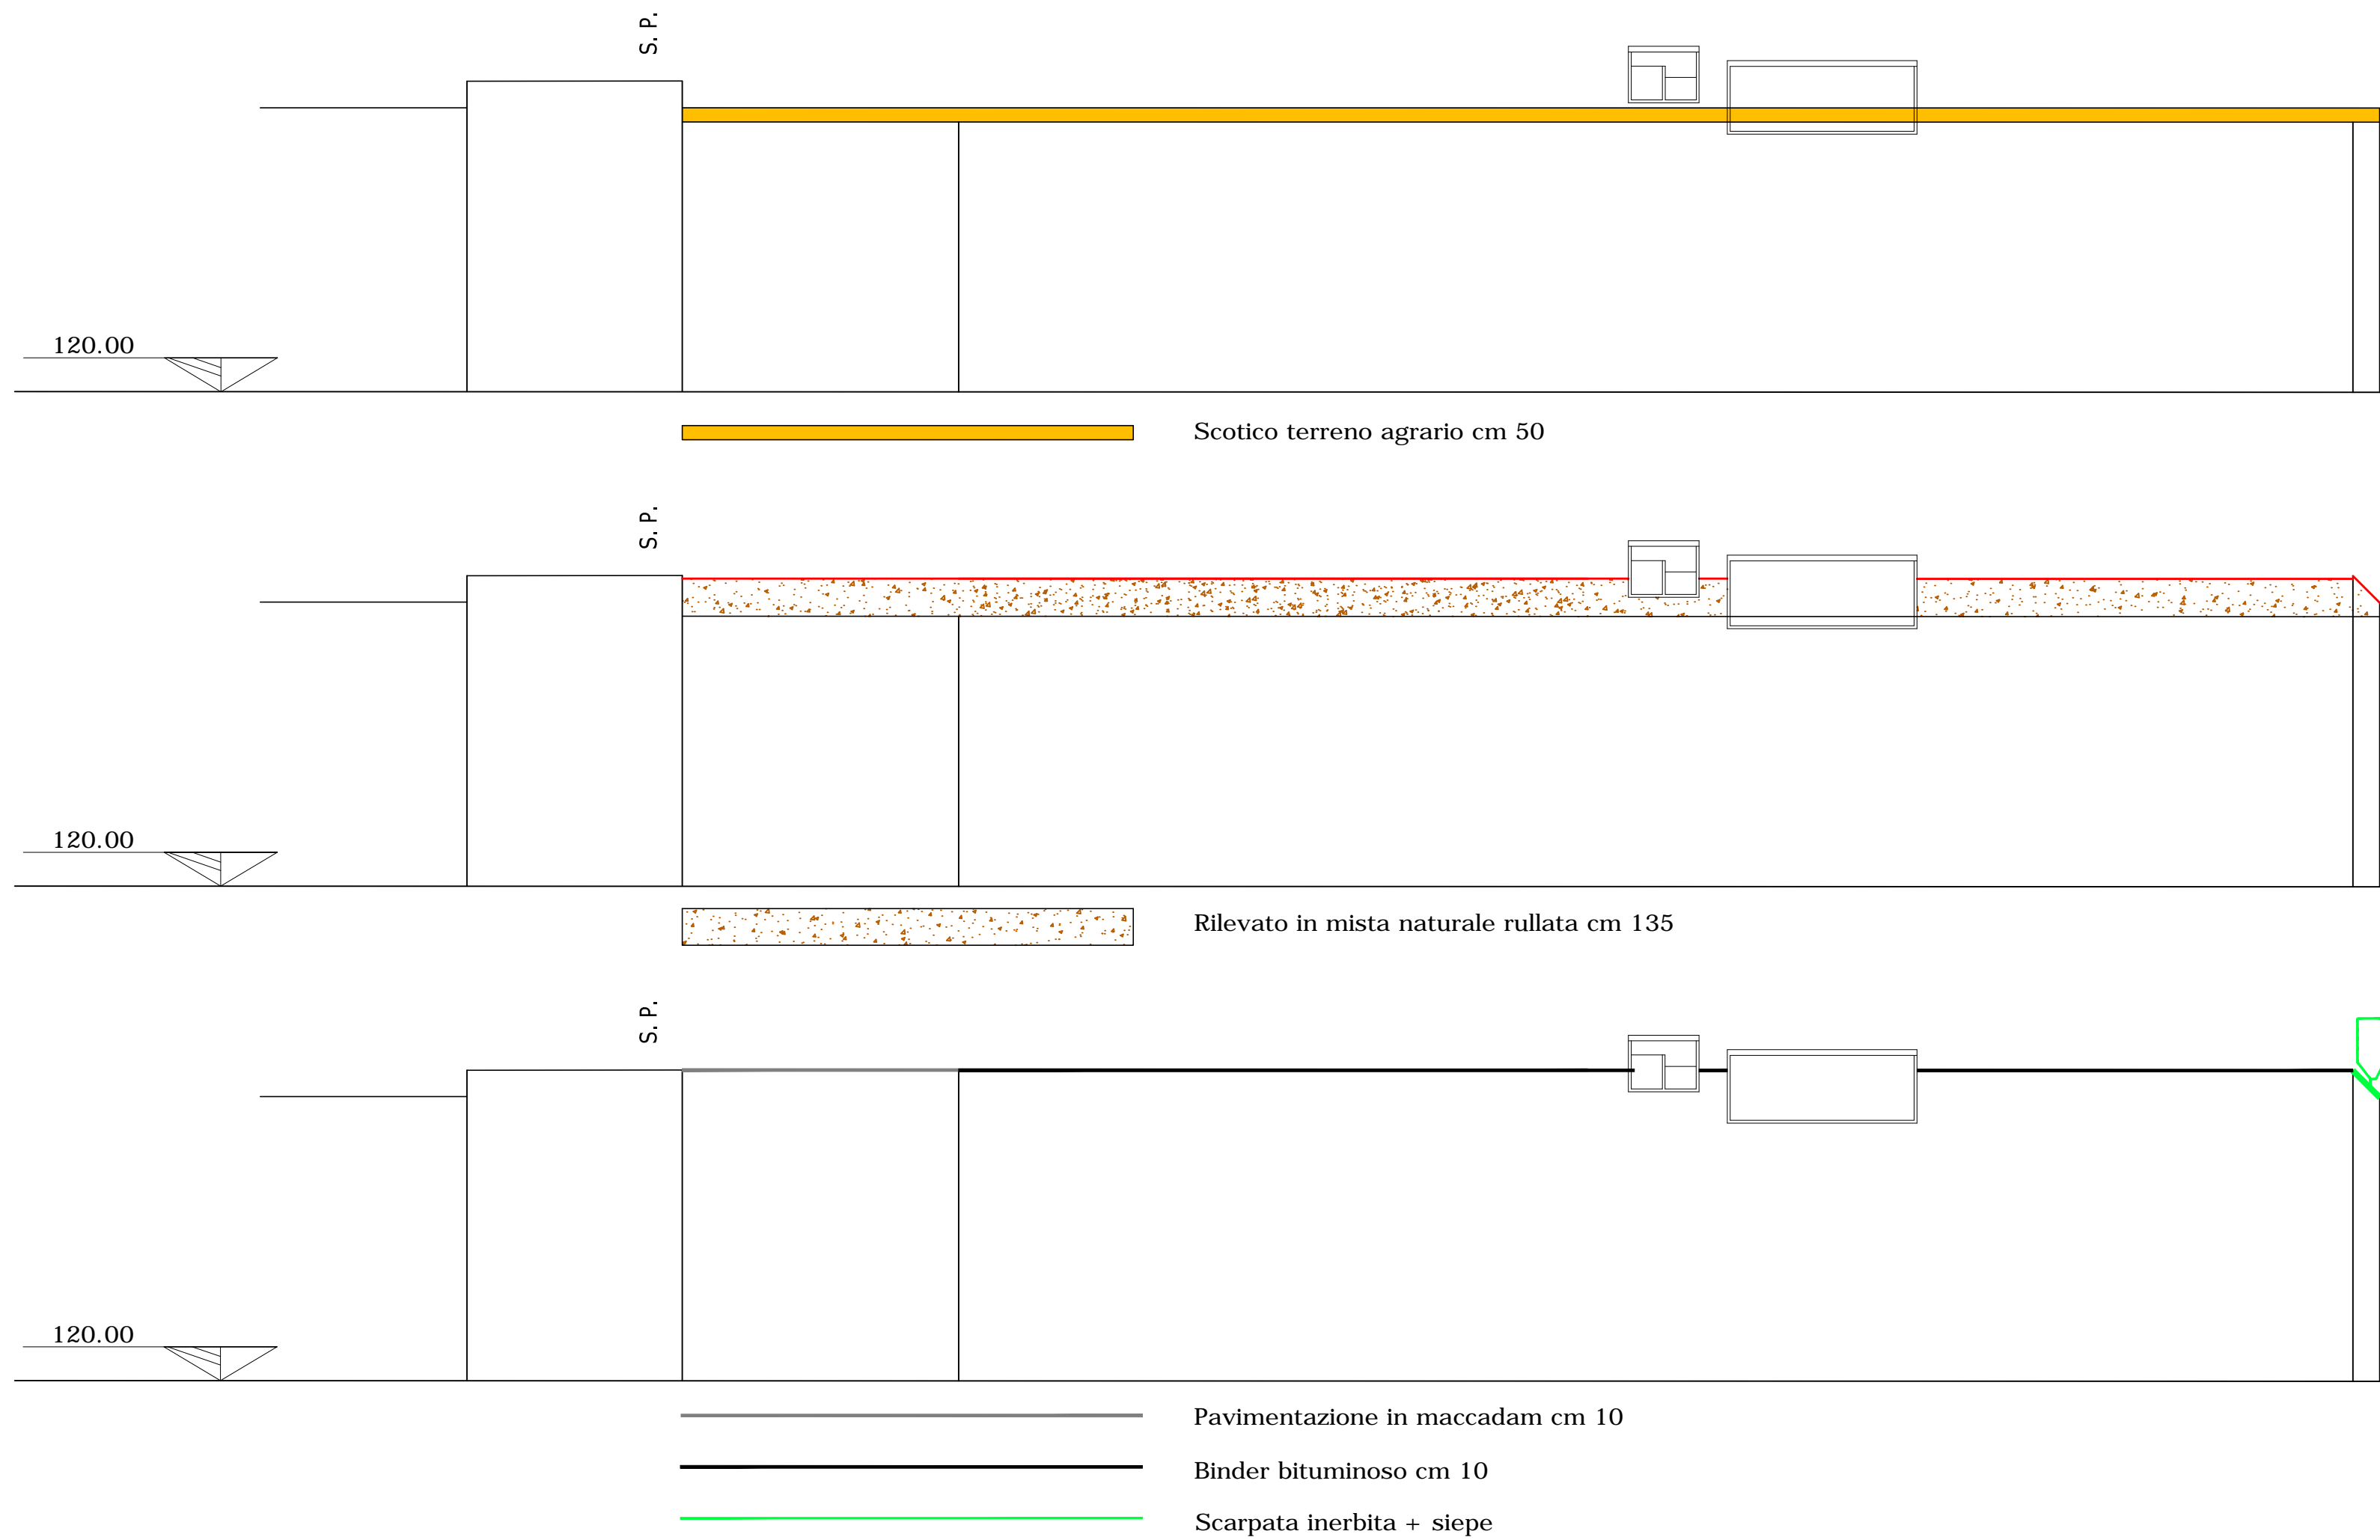 S. P.
120.00
Scotico terreno agrario cm 50
S. P.
120.00
Rilevato in mista naturale rullata cm 135
S. P.
120.00
Pavimentazione in maccadam cm 10
Binder bituminoso cm 10
Scarpata inerbita + siepe